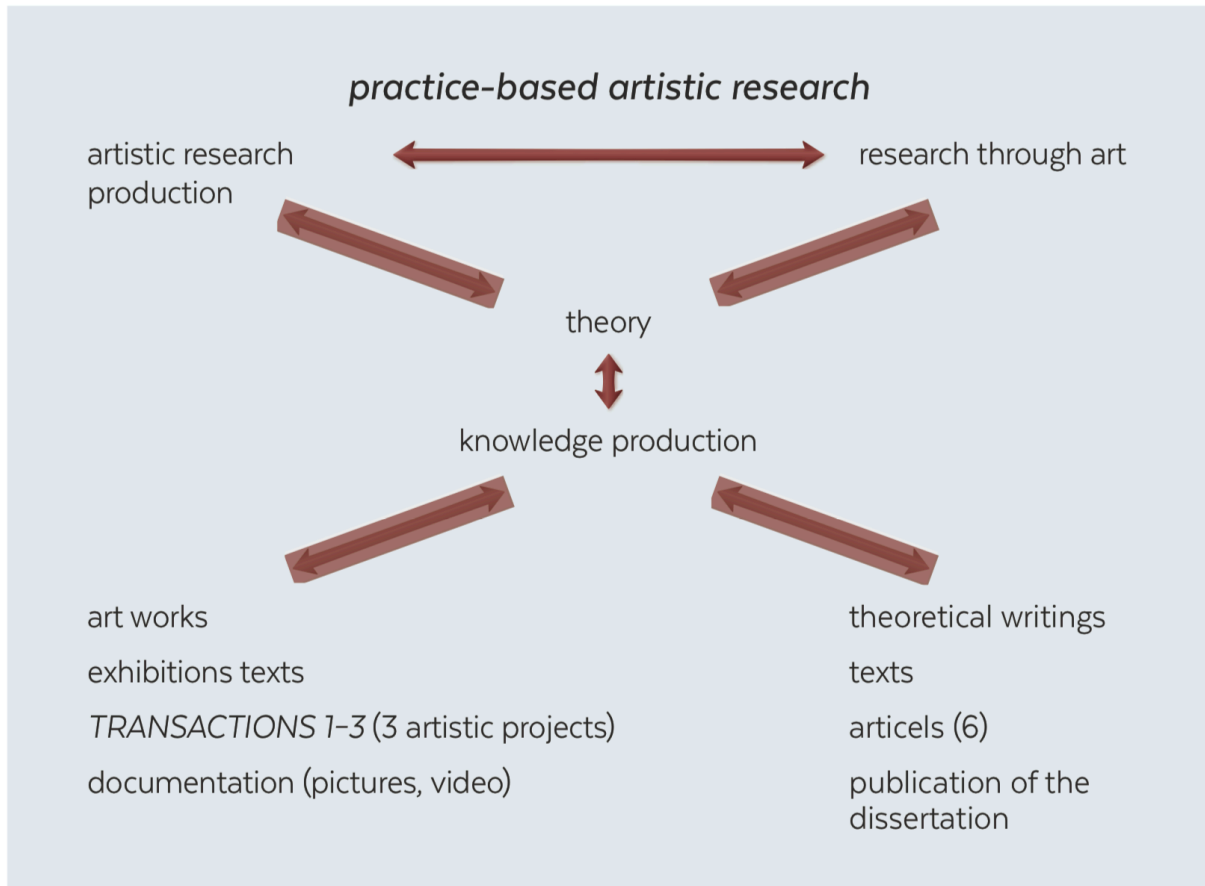 practice-based artistic research
artistic research
production
research through art
theory
knowledge production
art works
exhibitions texts
TRANSACTIONS 1–3 (3 artistic projects)
documentation (pictures, video)
theoretical writings
texts
articels (6)
publication of the
dissertation